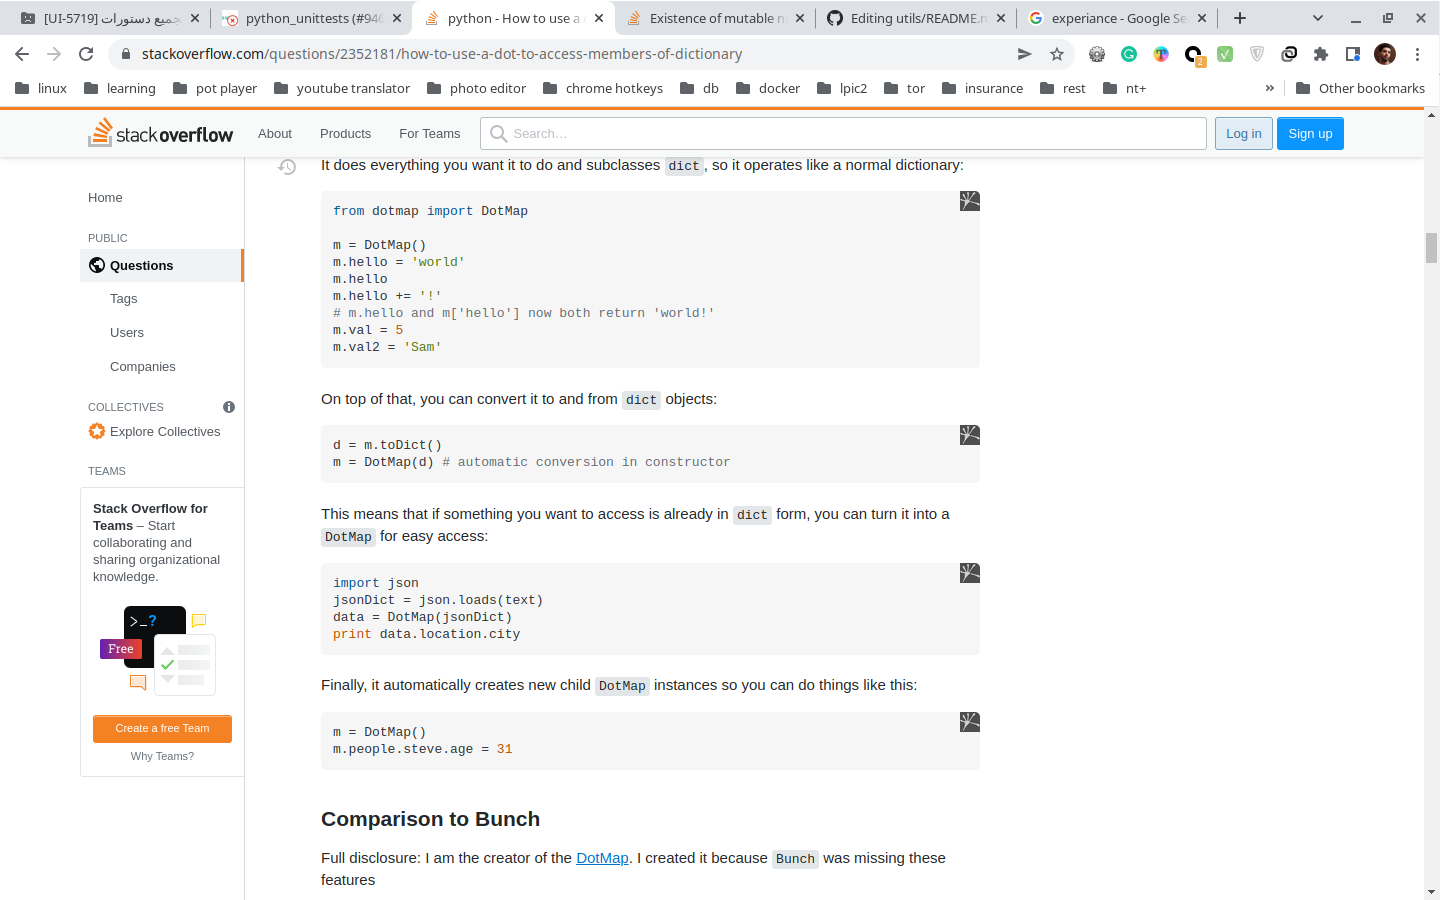 [UI-5719] تجمیع دستورات
python_unittests (#946
python - How to use a
Existence of mutable n
Editing utils/README.m
experiance - Google Se
stackoverflow.com/questions/2352181/how-to-use-a-dot-to-access-members-of-dictionary
2
linux
learning
pot player
youtube translator
photo editor
chrome hotkeys
db
docker
lpic2
tor
insurance
rest
nt+
»
Other bookmarks
stackoverflow
About
Products
For Teams
Search…
Log in
Sign up
Home
PUBLIC
Questions
Tags
Users
Companies
COLLECTIVES
Explore Collectives
TEAMS
Stack Overflow for
Teams – Start
collaborating and
sharing organizational
knowledge.
>_?
Free
Create a free Team
Why Teams?
It does everything you want it to do and subclasses dict, so it operates like a normal dictionary:
from dotmap import DotMap
m = DotMap()
m.hello = 'world'
m.hello
m.hello += '!'
# m.hello and m['hello'] now both return 'world!'
m.val = 5
m.val2 = 'Sam'
On top of that, you can convert it to and from dict objects:
d = m.toDict()
m = DotMap(d) # automatic conversion in constructor
This means that if something you want to access is already in dict form, you can turn it into a
DotMap for easy access:
import json
jsonDict = json.loads(text)
data = DotMap(jsonDict)
print data.location.city
Finally, it automatically creates new child DotMap instances so you can do things like this:
m = DotMap()
m.people.steve.age = 31
Comparison to Bunch
Full disclosure: I am the creator of the DotMap. I created it because Bunch was missing these
features